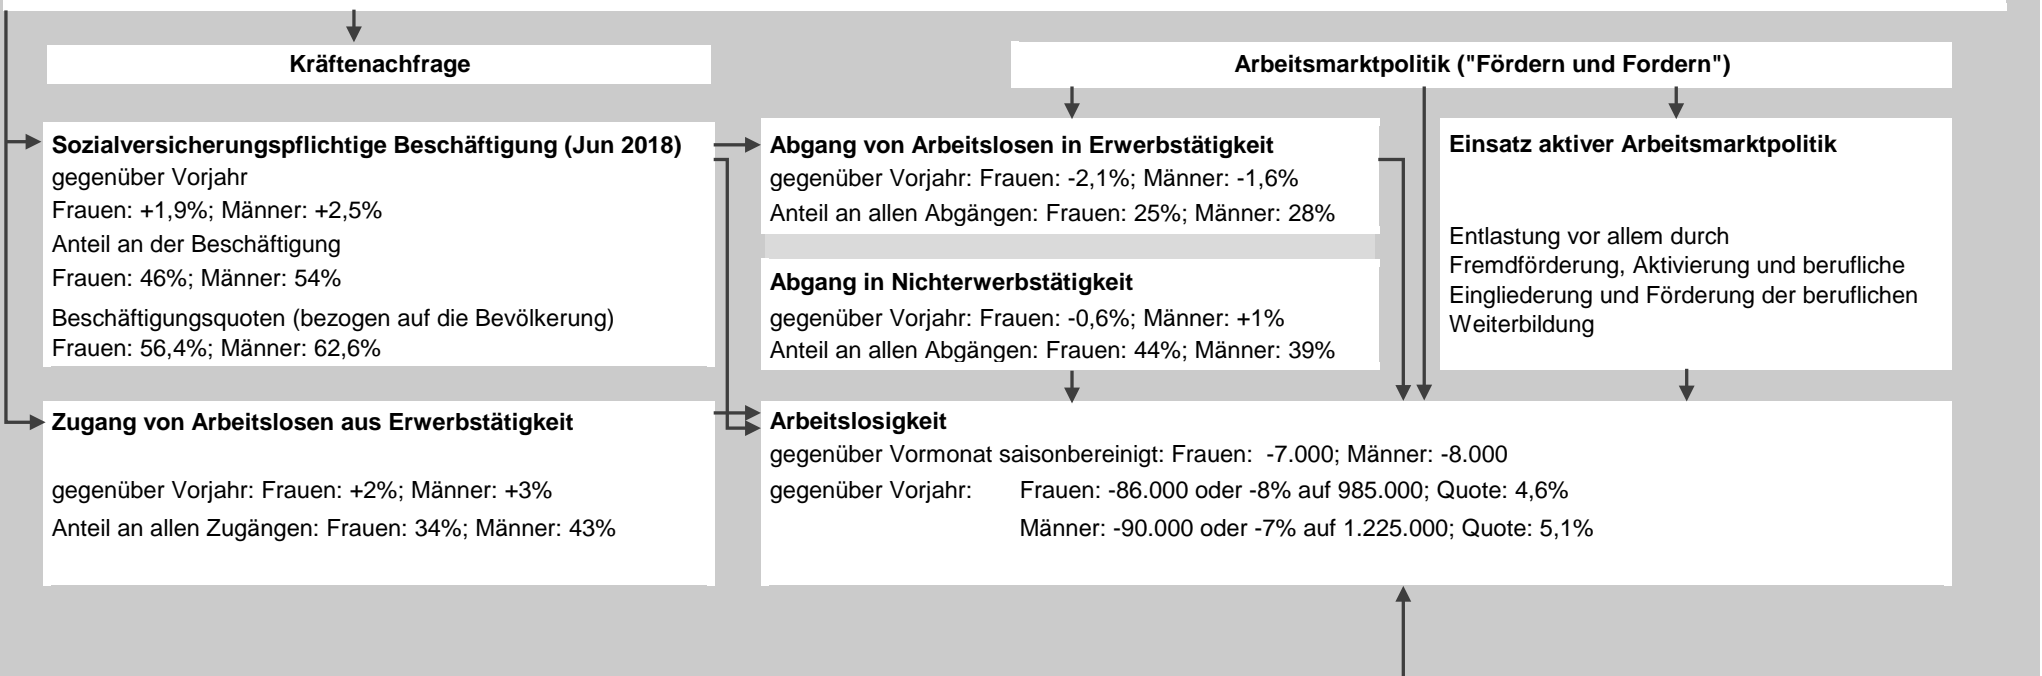 Kräftenachfrage
Arbeitsmarktpolitik ("Fördern und Fordern")
Sozialversicherungspflichtige Beschäftigung (Jun 2018)
gegenüber Vorjahr
Frauen: +1,9%; Männer: +2,5%
Anteil an der Beschäftigung
Frauen: 46%; Männer: 54%
Beschäftigungsquoten (bezogen auf die Bevölkerung)
Frauen: 56,4%; Männer: 62,6%
Abgang von Arbeitslosen in Erwerbstätigkeit
gegenüber Vorjahr: Frauen: -2,1%; Männer: -1,6%
Anteil an allen Abgängen: Frauen: 25%; Männer: 28%
Abgang in Nichterwerbstätigkeit
gegenüber Vorjahr: Frauen: -0,6%; Männer: +1%
Anteil an allen Abgängen: Frauen: 44%; Männer: 39%
Einsatz aktiver Arbeitsmarktpolitik
Entlastung vor allem durch
Fremdförderung, Aktivierung und berufliche
Eingliederung und Förderung der beruflichen
Weiterbildung
Zugang von Arbeitslosen aus Erwerbstätigkeit
gegenüber Vorjahr: Frauen: +2%; Männer: +3%
Anteil an allen Zugängen: Frauen: 34%; Männer: 43%
Arbeitslosigkeit
gegenüber Vormonat saisonbereinigt: Frauen: -7.000; Männer: -8.000
gegenüber Vorjahr: Frauen: -86.000 oder -8% auf 985.000; Quote: 4,6%
Männer: -90.000 oder -7% auf 1.225.000; Quote: 5,1%